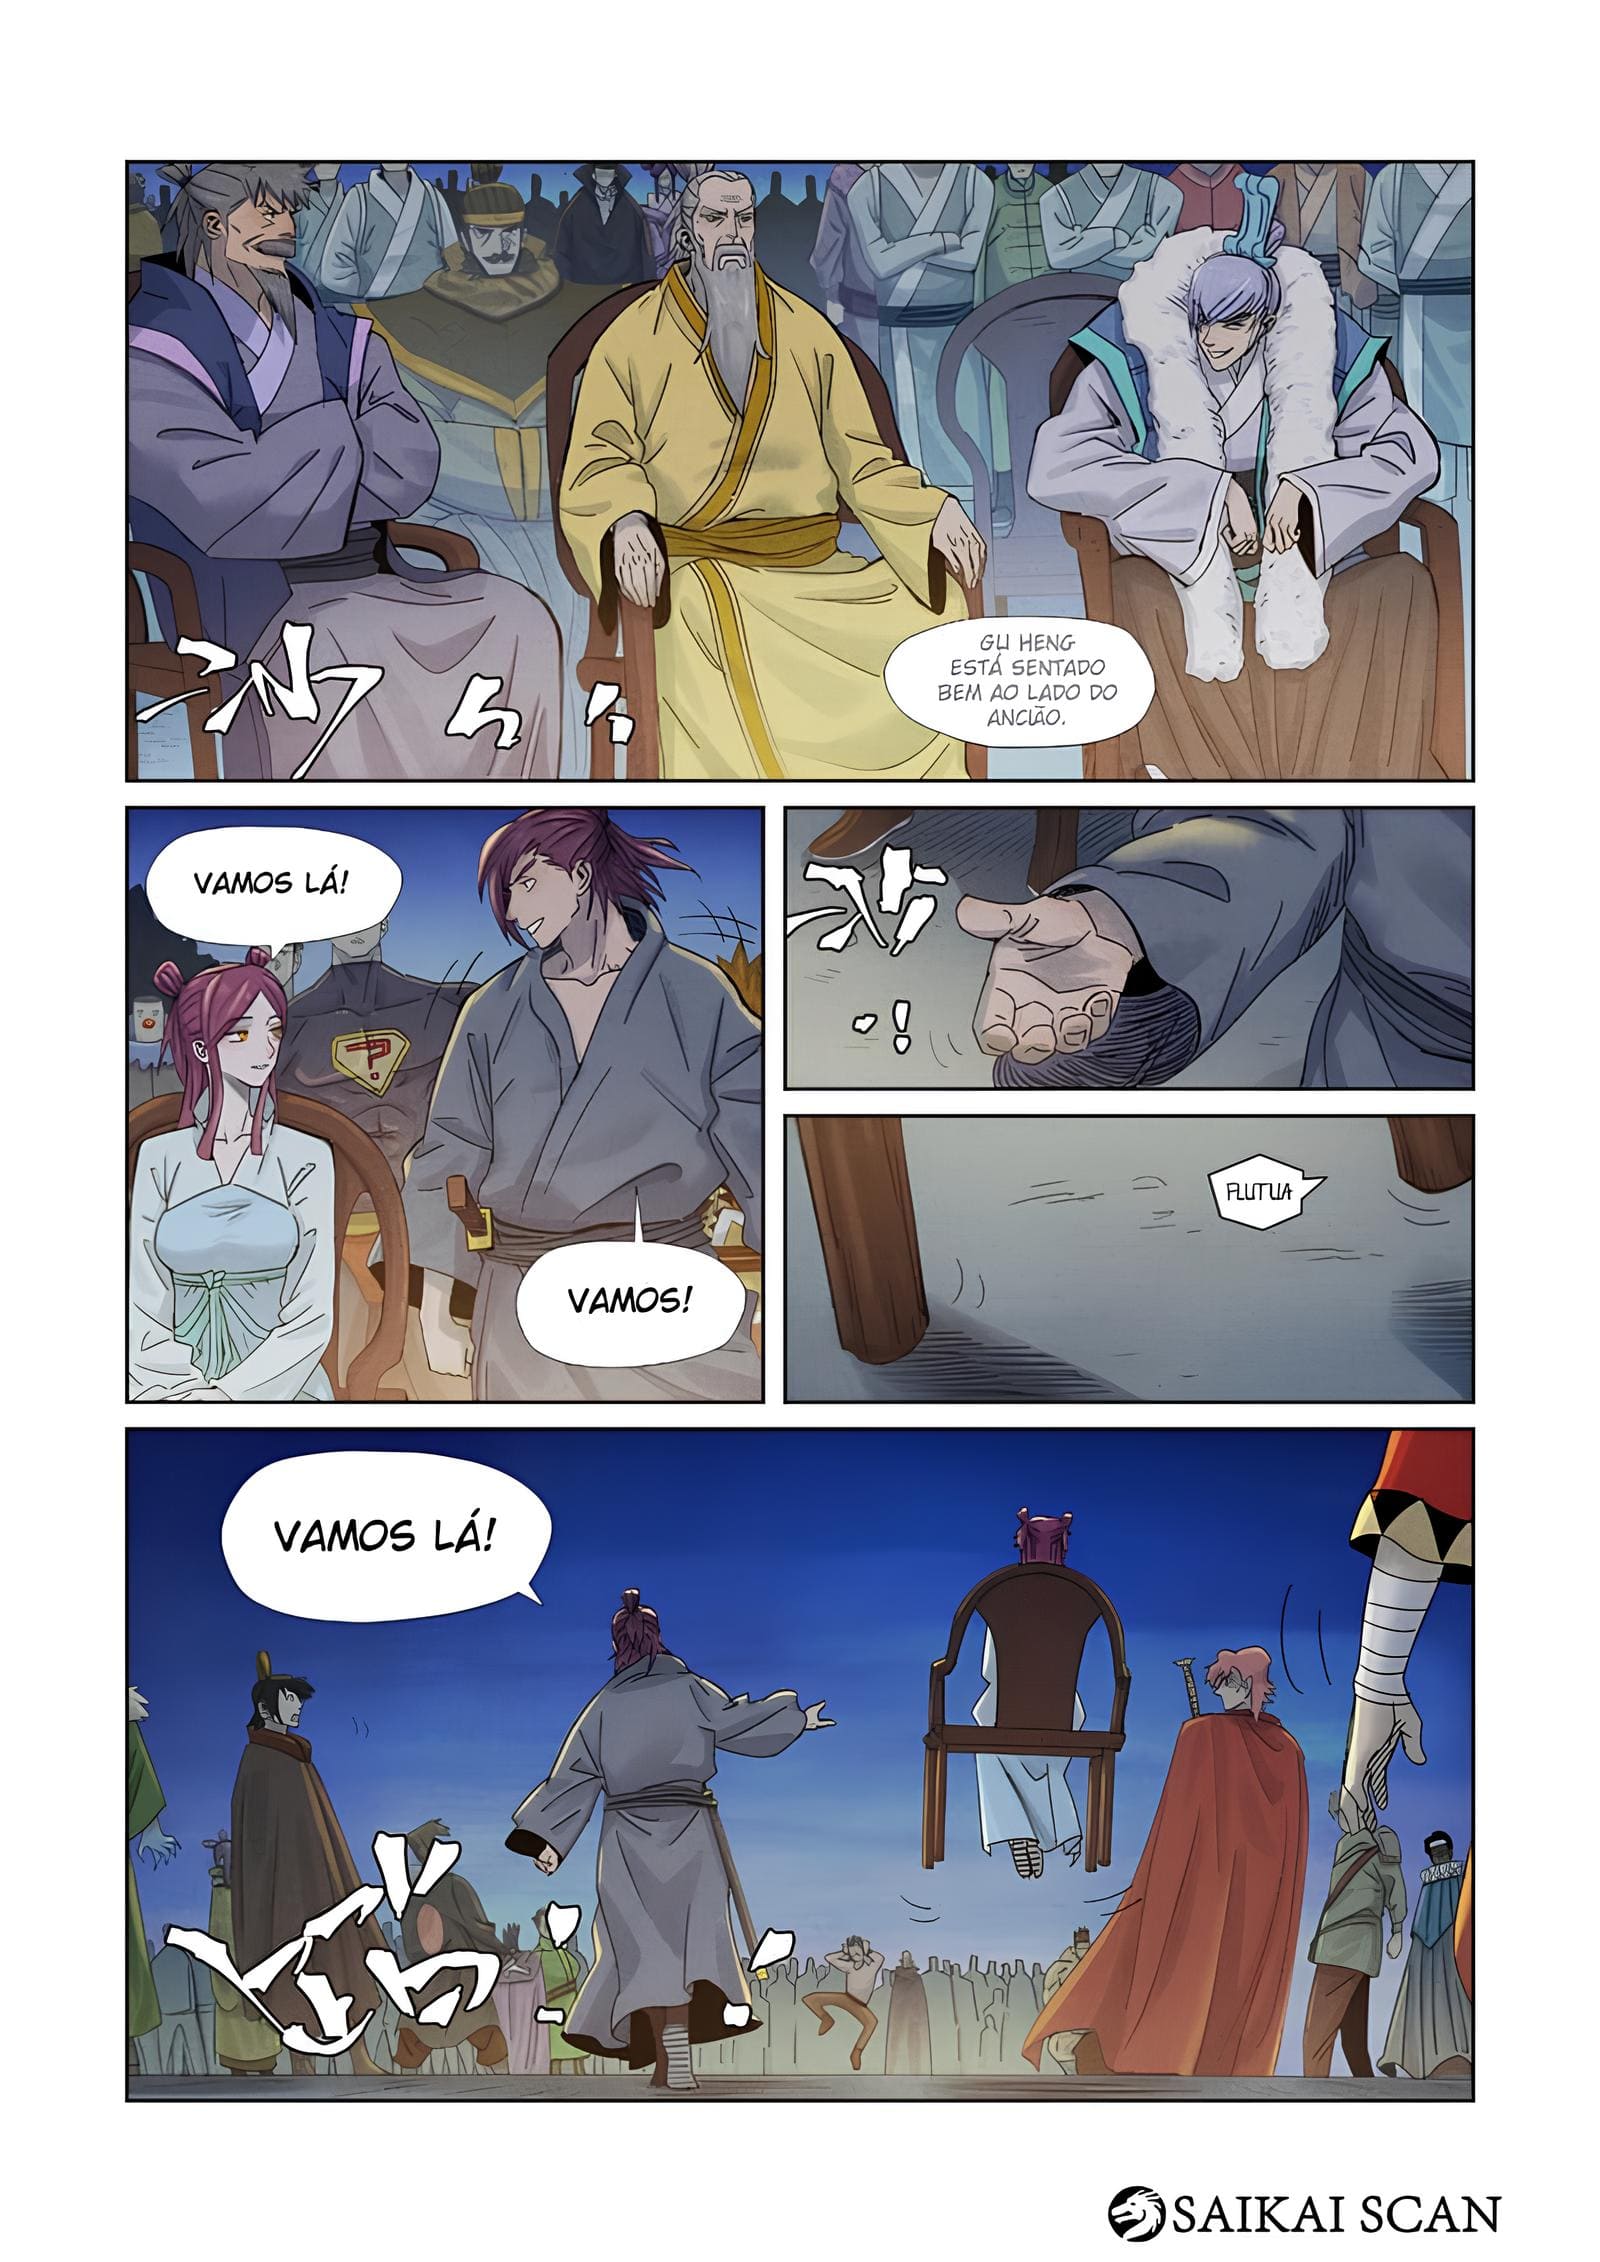 GU HENG
ESTÁ SENTADO
BEM AO LADO DO
ANCIÃO.
VAMOS LÁ!
?
VAMOS!
FLUTUA
VAMOS LÁ!
SAIKAI SCAN